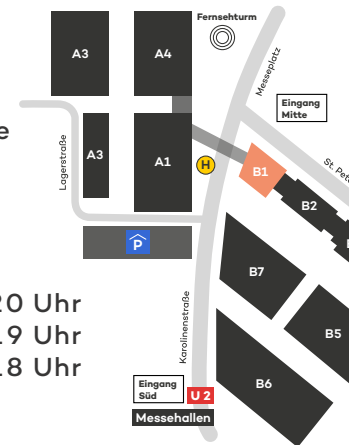 Fernsehturm
A3
A4
Messeplatz
Eingang
Mitte
e
Lagerstraße
A3
A1
H
B1
St. Pet
B2
P
B7
20 Uhr
19 Uhr
18 Uhr
Karolinenstraße
B5
Eingang
Süd
U 2
B6
Messehallen